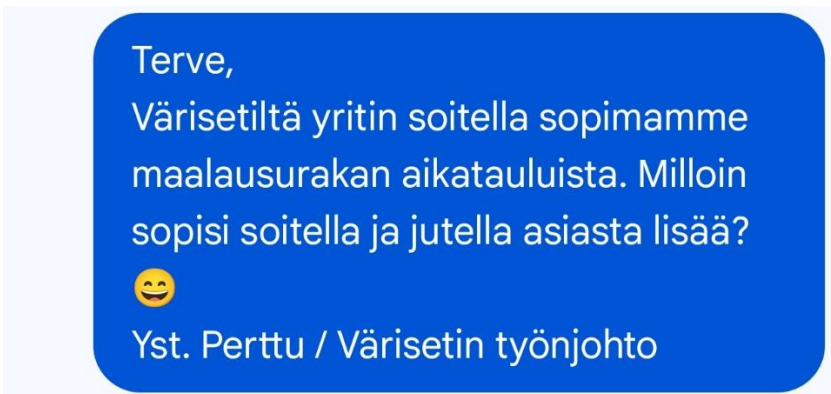 Terve,
Värisetiltä yritin soitella sopimamme
maalausurakan aikatauluista. Milloin
sopisi soitella ja jutella asiasta lisää?
😄
Yst. Perttu / Värisetin työnjohto